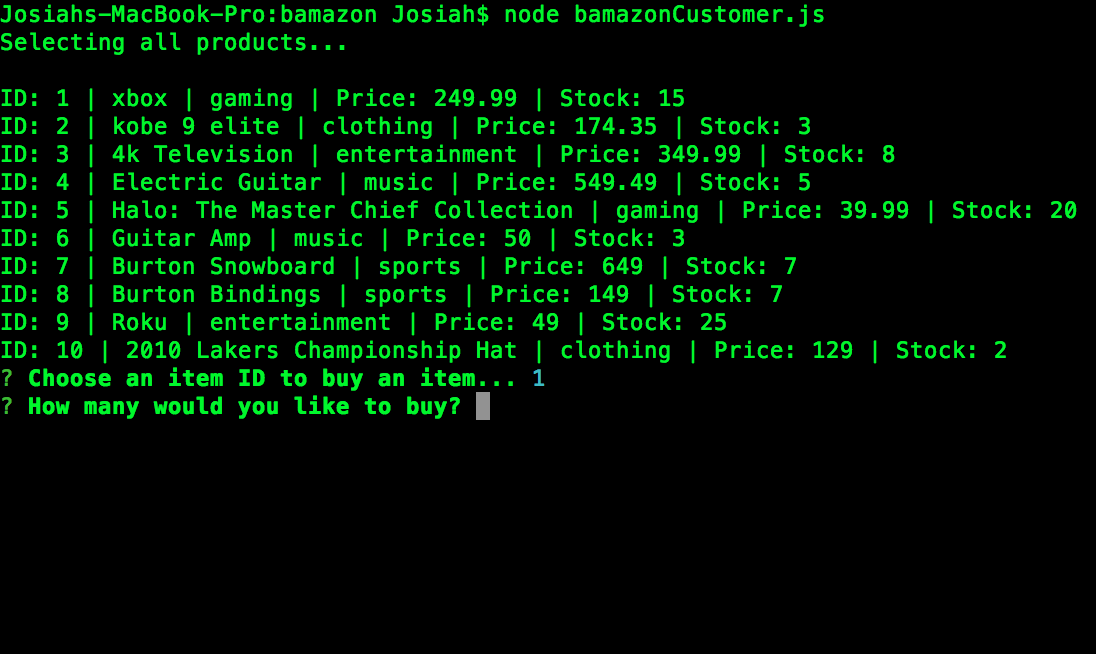 Josiahs-MacBook-Pro:bamazon Josiah$ node bamazonCustomer.js
Selecting all products...
ID: 1 | xbox | gaming | Price: 249.99 | Stock: 15
ID: 2 | kobe 9 elite | clothing | Price: 174.35 | Stock: 3
ID: 3 | 4k Television | entertainment | Price: 349.99 | Stock: 8
ID: 4 | Electric Guitar | music | Price: 549.49 | Stock: 5
ID: 5 | Halo: The Master Chief Collection | gaming | Price: 39.99 | Stock: 20
ID: 6 | Guitar Amp | music | Price: 50 | Stock: 3
ID: 7 | Burton Snowboard | sports | Price: 649 | Stock: 7
ID: 8 | Burton Bindings | sports | Price: 149 | Stock: 7
ID: 9 | Roku | entertainment | Price: 49 | Stock: 25
ID: 10 | 2010 Lakers Championship Hat | clothing | Price: 129 | Stock: 2
? Choose an item ID to buy an item... 1
? How many would you like to buy?